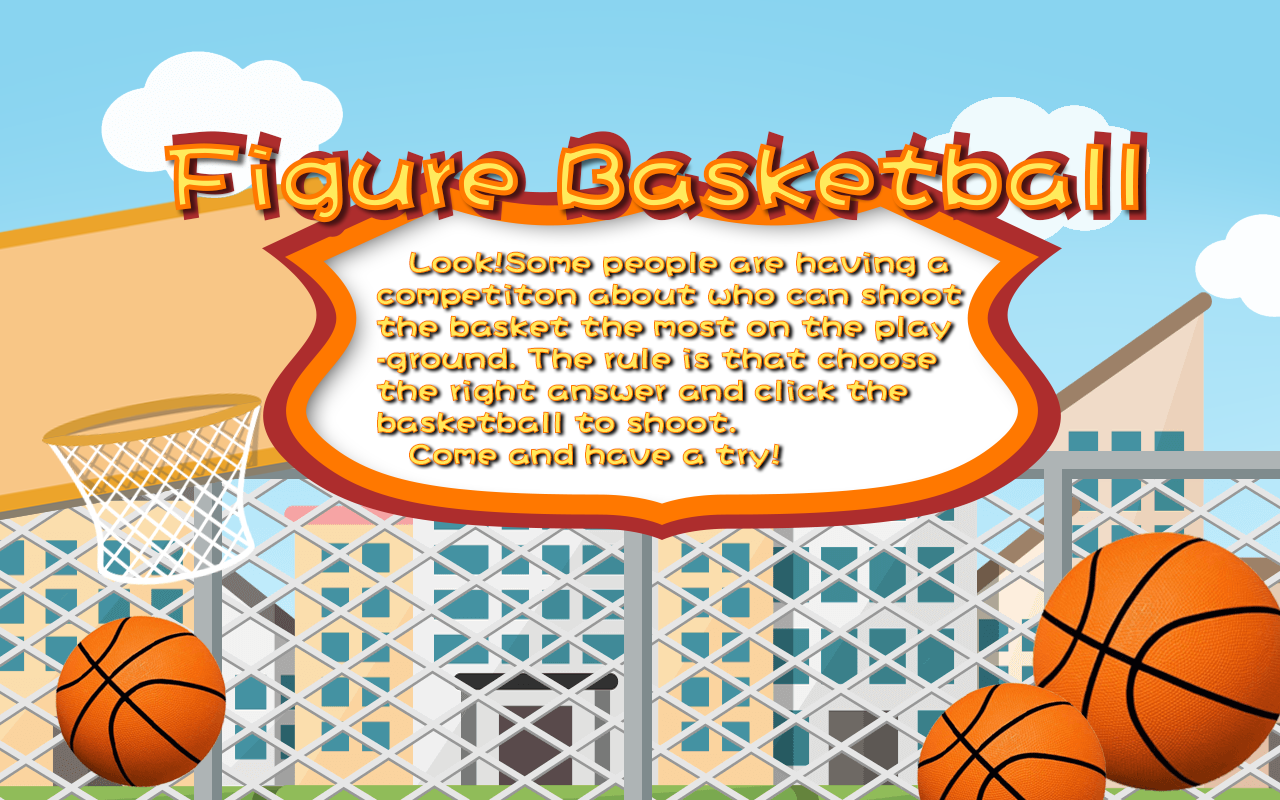 Figure Basketball
Look!Some people are having a
competiton about who can shoot
the basket the most on the play
-ground. The rule is that choose
the right answer and click the
basketball to shoot.
Come and have a try!